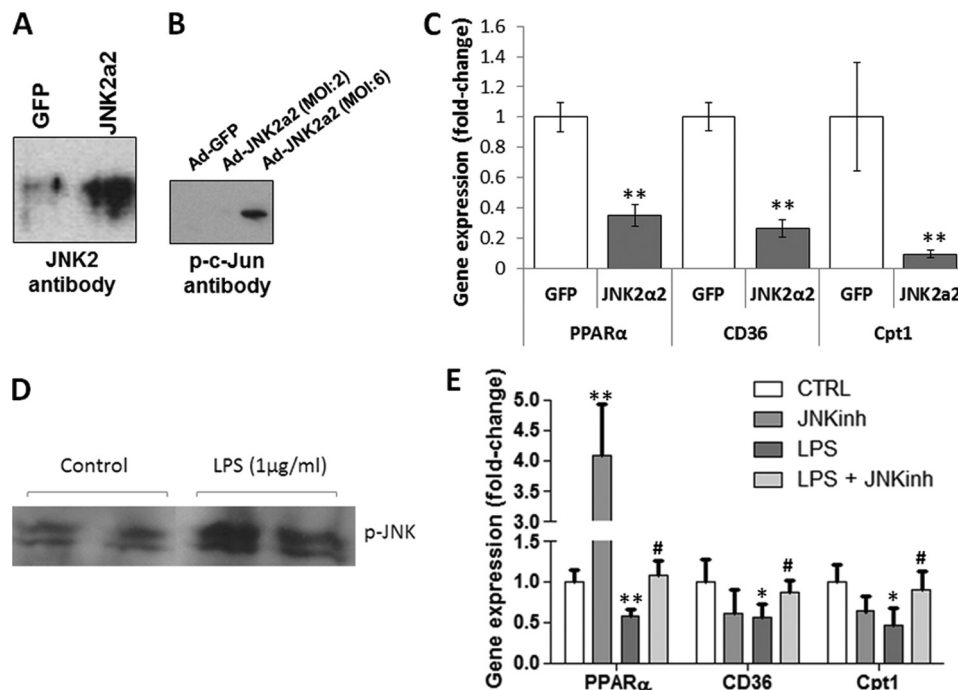 A
GFP
JNK2a2
JNK2
antibody
B
Ad-GFP
Ad-JNK2a2 (MOI:2)
Ad-JNK2a2 (MOI:6)
p-c-Jun
antibody
C
Gene expression (fold-change)
1.6
1.4
1.2
1
0.8
0.6
0.4
0.2
0
** ** **
GFP JNK2α2 GFP JNK2α2 GFP JNK2a2
PPARα CD36 Cpt1
D
Control LPS (1µg/ml)
p-JNK
E
Gene expression (fold-change)
5.0
4.5
4.0
3.5
3.0
1.0
0.5
0.0
**
** # * # * #
CTRL
JNKinh
LPS
LPS + JNKinh
PPARα CD36 Cpt1